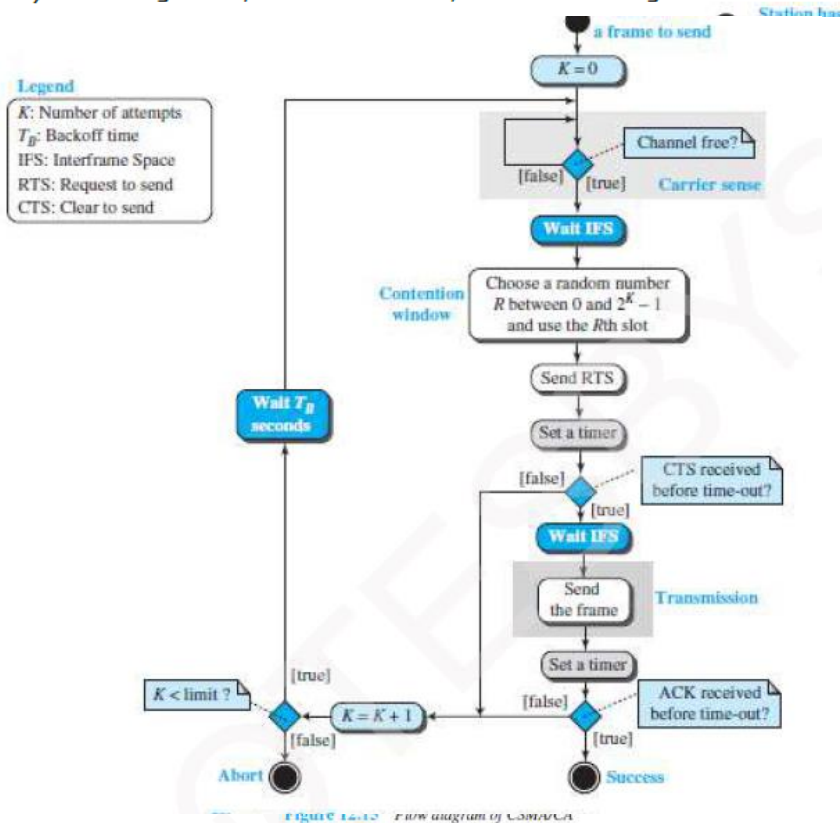 Station has
a frame to send
K = 0
Legend
K: Number of attempts
T_B: Backoff time
IFS: Interframe Space
RTS: Request to send
CTS: Clear to send
Channel free?
[false]
[true]
Carrier sense
Wait IFS
Contention
window
Choose a random number
R between 0 and 2^K – 1
and use the Rth slot
Send RTS
Wait T_B
seconds
Set a timer
[false]
CTS received
before time-out?
[true]
Wait IFS
Send
the frame
Transmission
Set a timer
[true]
K < limit ?
K = K + 1
[false]
ACK received
before time-out?
[false]
[true]
Abort
Success
Figure 12.15 Flow diagram of CSMA/CA